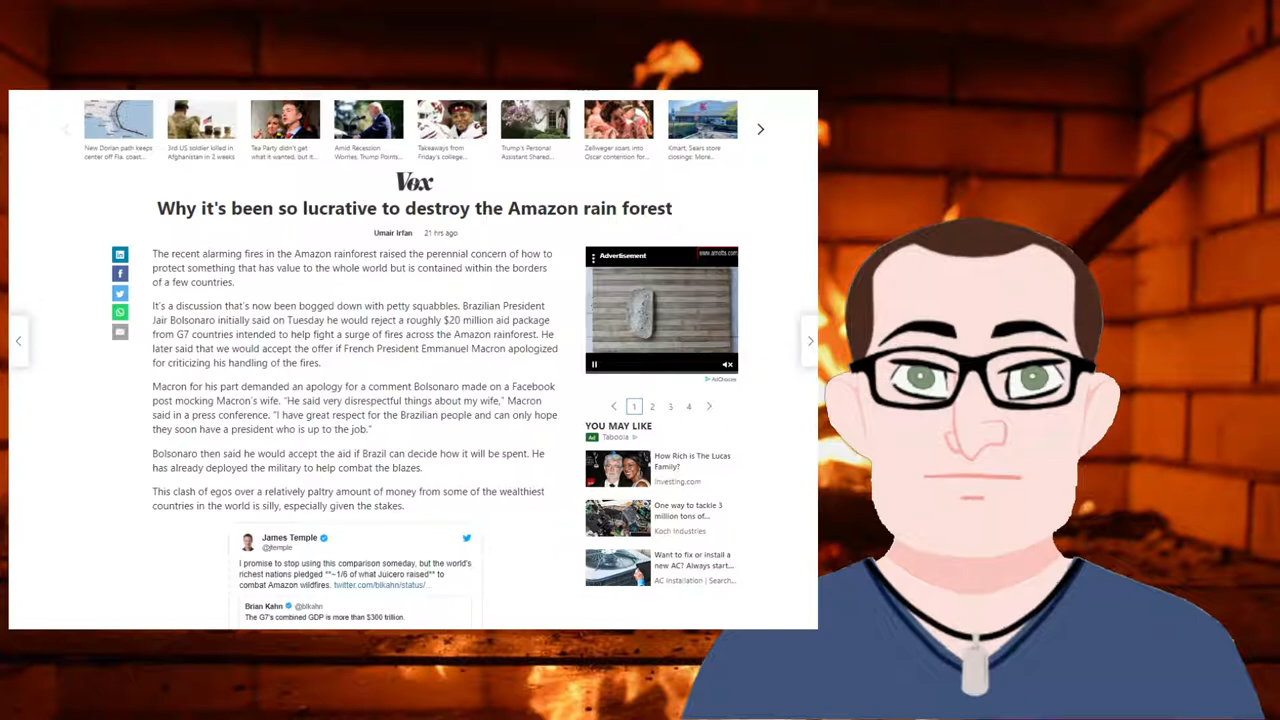 New Dorian path keeps
center off Fla. coast...
3rd US soldier killed in
Afghanistan in 2 weeks
Tea Party didn't get
what it wanted, but it...
Amid Recession
Worries, Trump Points...
Takeaways from
Friday's college...
Trump's Personal
Assistant Shared...
Zellweger soars into
Oscar contention for...
Kmart, Sears store
closings: More...
Vox
Why it's been so lucrative to destroy the Amazon rain forest
Umair Irfan 21 hrs ago
The recent alarming fires in the Amazon rainforest raised the perennial concern of how to
protect something that has value to the whole world but is contained within the borders
of a few countries.
It's a discussion that's now been bogged down with petty squabbles. Brazilian President
Jair Bolsonaro initially said on Tuesday he would reject a roughly $20 million aid package
from G7 countries intended to help fight a surge of fires across the Amazon rainforest. He
later said that we would accept the offer if French President Emmanuel Macron apologized
for criticizing his handling of the fires.
Macron for his part demanded an apology for a comment Bolsonaro made on a Facebook
post mocking Macron's wife. "He said very disrespectful things about my wife," Macron
said in a press conference. "I have great respect for the Brazilian people and can only hope
they soon have a president who is up to the job."
Bolsonaro then said he would accept the aid if Brazil can decide how it will be spent. He
has already deployed the military to help combat the blazes.
This clash of egos over a relatively paltry amount of money from some of the wealthiest
countries in the world is silly, especially given the stakes.
James Temple
@jtemple
I promise to stop using this comparison someday, but the world's
richest nations pledged **~1/6 of what Juicero raised** to
combat Amazon wildfires. twitter.com/blkahn/status/...
Brian Kahn @blkahn
The G7's combined GDP is more than $300 trillion.
Advertisement
www.amotta.com
AdChoices
1 2 3 4
YOU MAY LIKE
Ad Taboola
How Rich is The Lucas
Family?
Investing.com
One way to tackle 3
million tons of...
Koch Industries
Want to fix or install a
new AC? Always start...
AC Installation | Search...